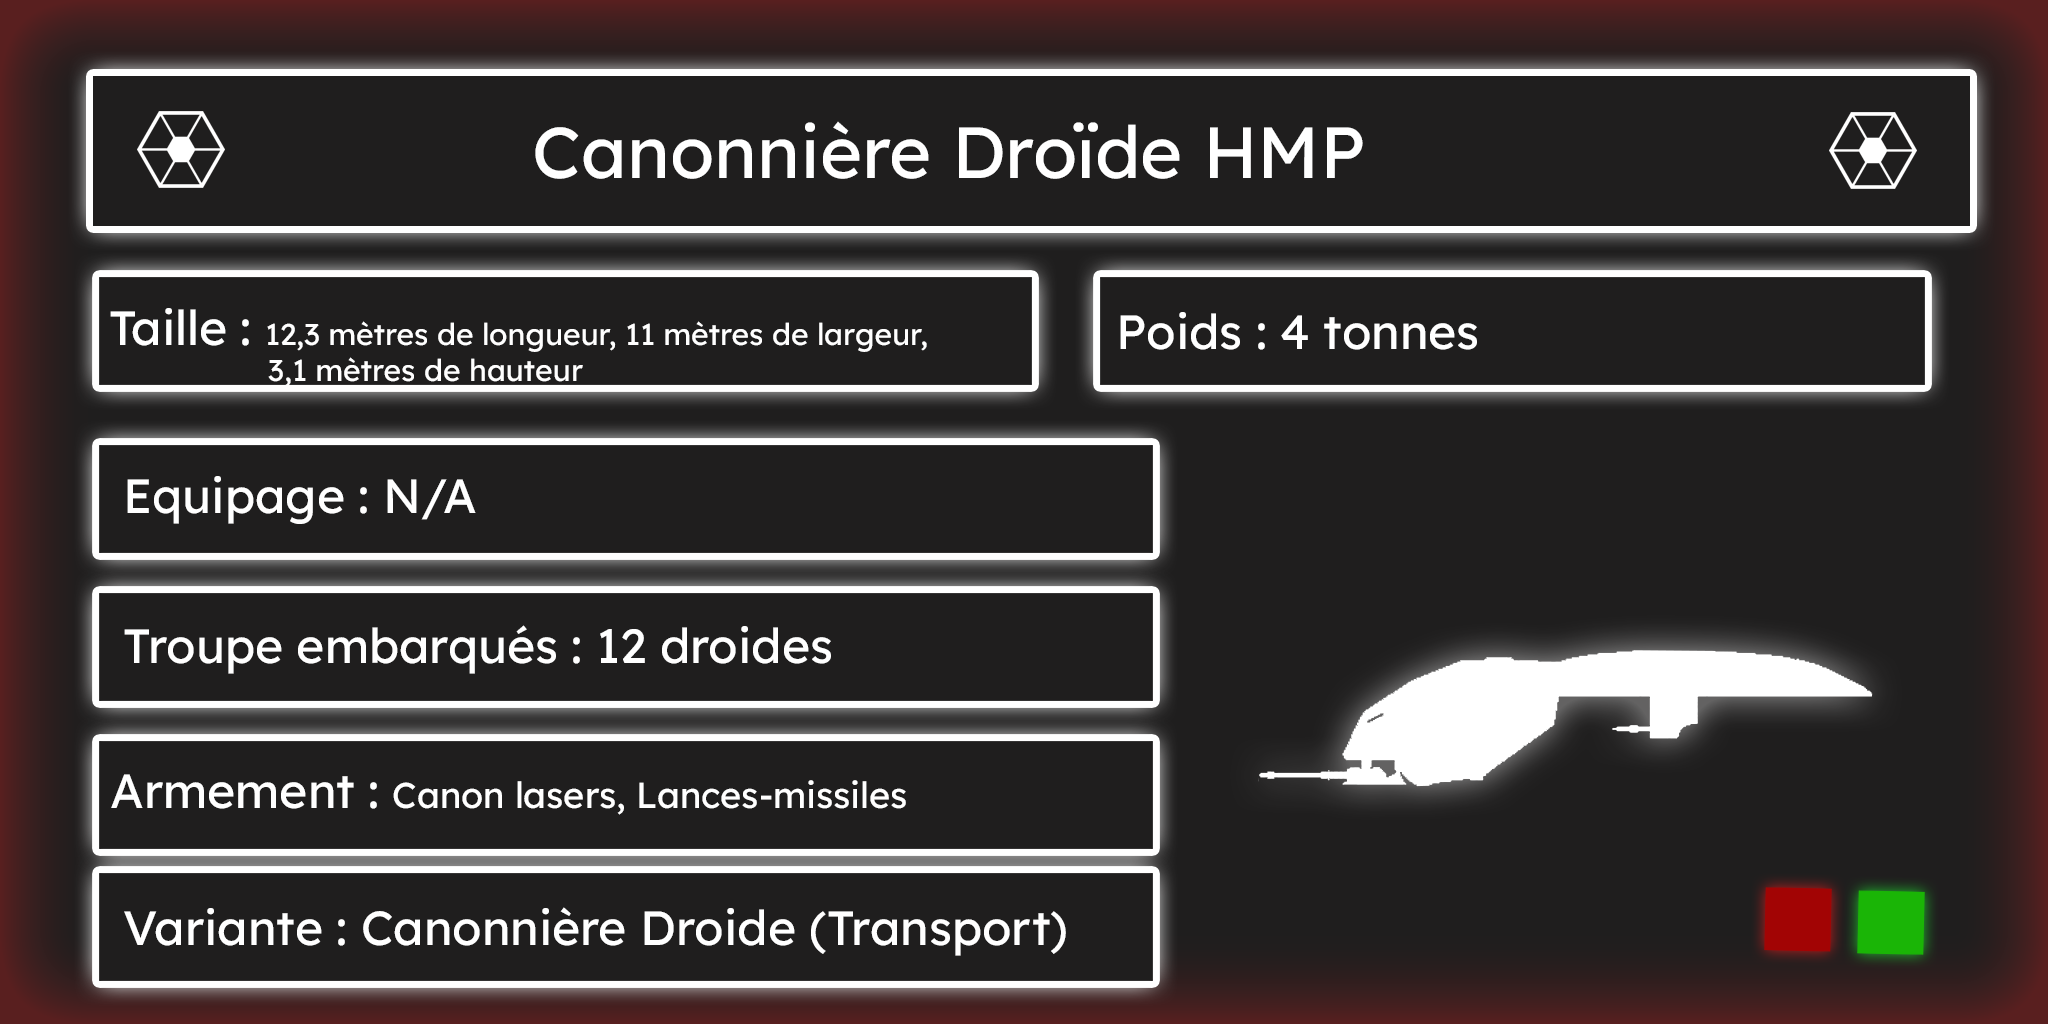 Canonnière Droïde HMP
Taille : 12,3 mètres de longueur, 11 mètres de largeur,
3,1 mètres de hauteur
Poids : 4 tonnes
Equipage : N/A
Troupe embarqués : 12 droides
Armement : Canon lasers, Lances-missiles
Variante : Canonnière Droide (Transport)